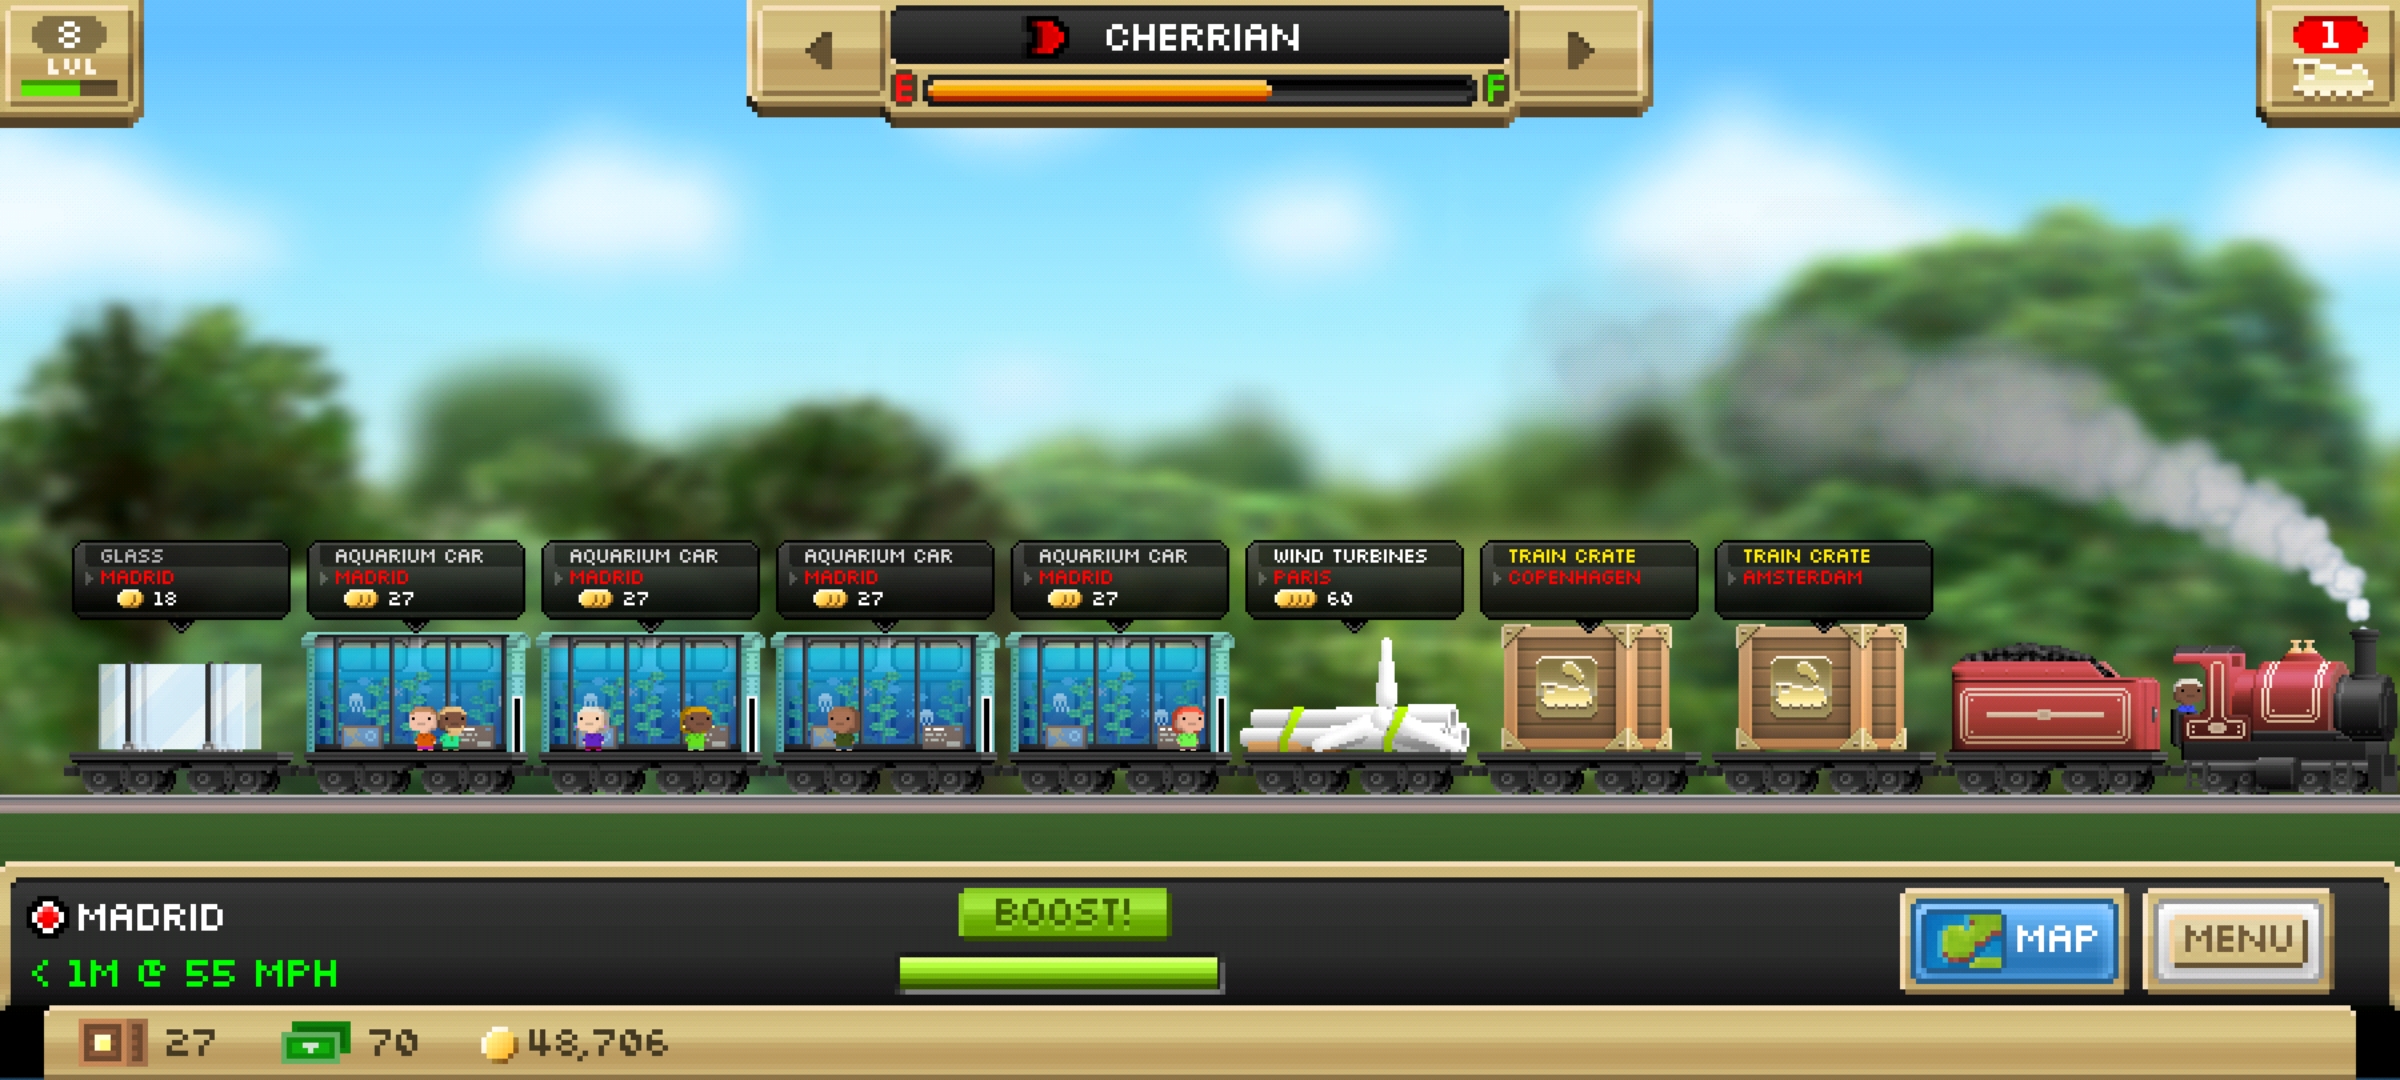 8
LVL
CHERRIAN
E
F
1
GLASS
MADRID
18
AQUARIUM CAR
MADRID
27
AQUARIUM CAR
MADRID
27
AQUARIUM CAR
MADRID
27
AQUARIUM CAR
MADRID
27
WIND TURBINES
PARIS
60
TRAIN CRATE
COPENHAGEN
TRAIN CRATE
AMSTERDAM
MADRID
< 1M @ 55 MPH
BOOST!
MAP
MENU
27
70
48,706